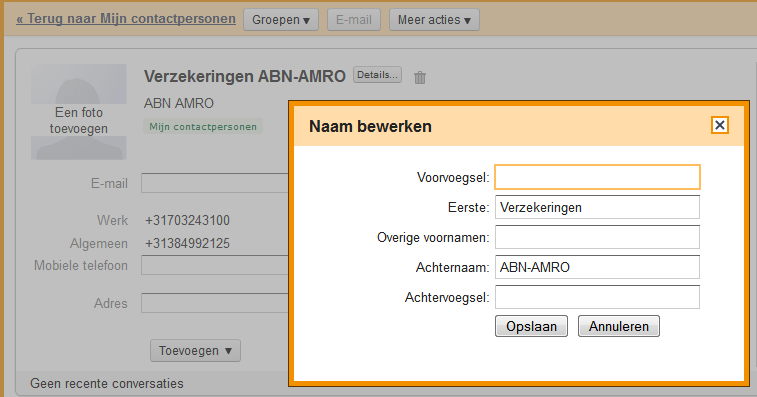 « Terug naar Mijn contactpersonen Groepen ▾ E-mail Meer acties ▾
Verzekeringen ABN-AMRO Details...
ABN AMRO
Een foto
toevoegen
Mijn contactpersonen
E-mail
Werk +31703243100
Algemeen +31384992125
Mobiele telefoon
Adres
Toevoegen ▾
Geen recente conversaties
Naam bewerken
Voorvoegsel:
Eerste: Verzekeringen
Overige voornamen:
Achternaam: ABN-AMRO
Achtervoegsel:
Opslaan Annuleren